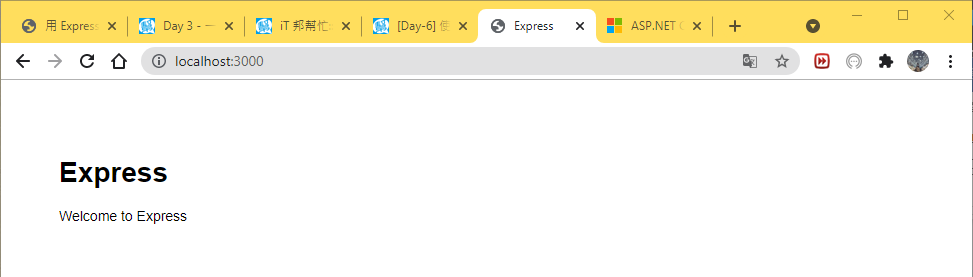 用 Express
Day 3 - 一
iT 邦幫忙
[Day-6] 使
Express
ASP.NET
localhost:3000
Express
Welcome to Express